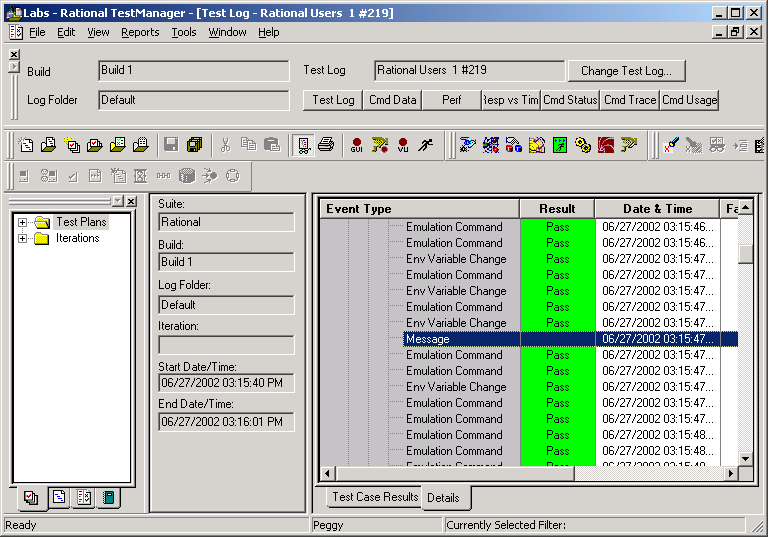 Labs - Rational TestManager - [Test Log - Rational Users 1 #219]
File Edit View Reports Tools Window Help
Build Build 1 Test Log Rational Users 1 #219 Change Test Log...
Log Folder Default Test Log Cmd Data Perf Resp vs Tim Cmd Status Cmd Trace Cmd Usage
GUI VU
Test Plans
Iterations
Suite:
Rational
Build:
Build 1
Log Folder:
Default
Iteration:
Start Date/Time:
06/27/2002 03:15:40 PM
End Date/Time:
06/27/2002 03:16:01 PM
Event Type Result Date & Time Fa
Emulation Command Pass 06/27/2002 03:15:46...
Emulation Command Pass 06/27/2002 03:15:46...
Env Variable Change Pass 06/27/2002 03:15:46...
Emulation Command Pass 06/27/2002 03:15:47...
Env Variable Change Pass 06/27/2002 03:15:47...
Emulation Command Pass 06/27/2002 03:15:47...
Env Variable Change Pass 06/27/2002 03:15:47...
Message 06/27/2002 03:15:47...
Emulation Command Pass 06/27/2002 03:15:47...
Emulation Command Pass 06/27/2002 03:15:47...
Env Variable Change Pass 06/27/2002 03:15:47...
Emulation Command Pass 06/27/2002 03:15:47...
Emulation Command Pass 06/27/2002 03:15:47...
Emulation Command Pass 06/27/2002 03:15:48...
Emulation Command Pass 06/27/2002 03:15:48...
Emulation Command Pass 06/27/2002 03:15:48...
Test Case Results Details
Ready Peggy Currently Selected Filter: